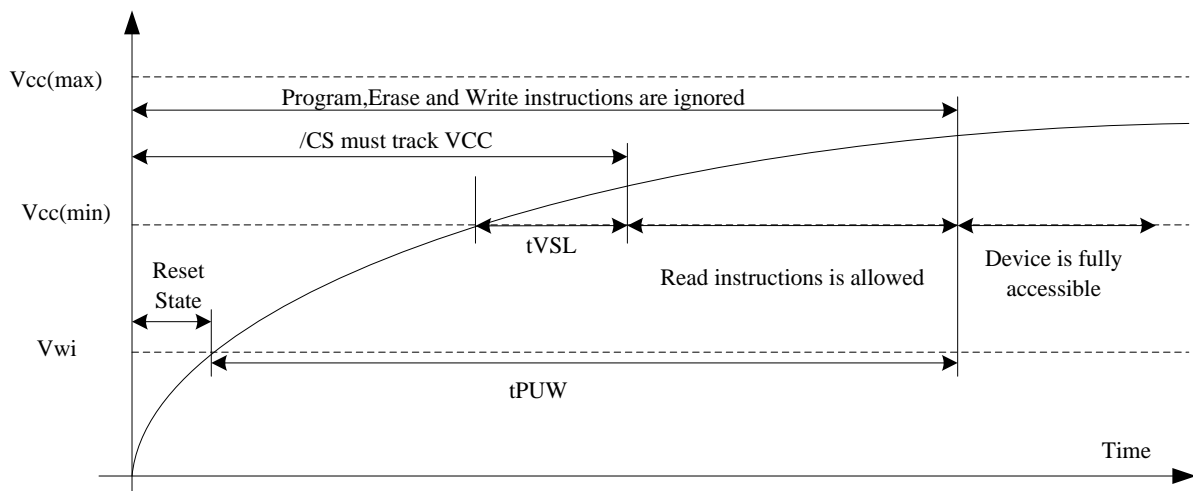 Vcc(max)
Program,Erase and Write instructions are ignored
/CS must track VCC
Vcc(min)
tVSL
Reset
State
Read instructions is allowed
Device is fully
accessible
Vwi
tPUW
Time